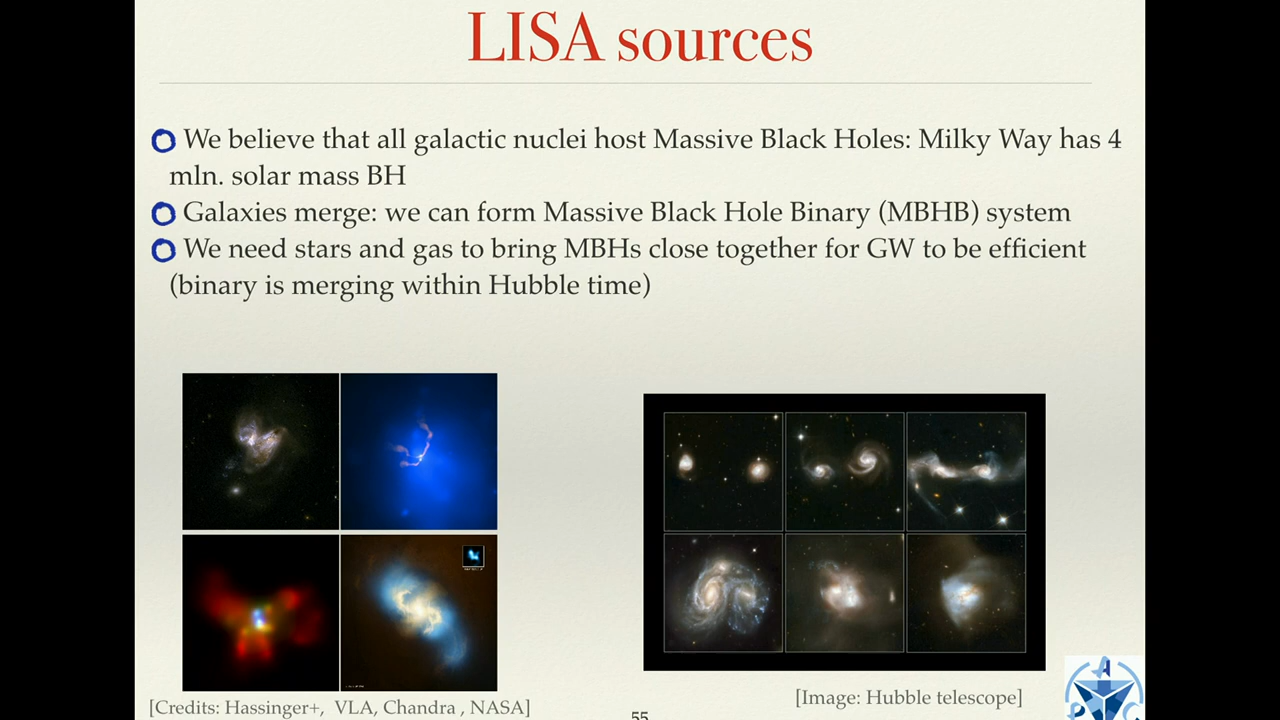 LISA sources
We believe that all galactic nuclei host Massive Black Holes: Milky Way has 4
mln. solar mass BH
Galaxies merge: we can form Massive Black Hole Binary (MBHB) system
We need stars and gas to bring MBHs close together for GW to be efficient
(binary is merging within Hubble time)
[Credits: Hassinger+, VLA, Chandra , NASA]
[Image: Hubble telescope]
55
A
P C